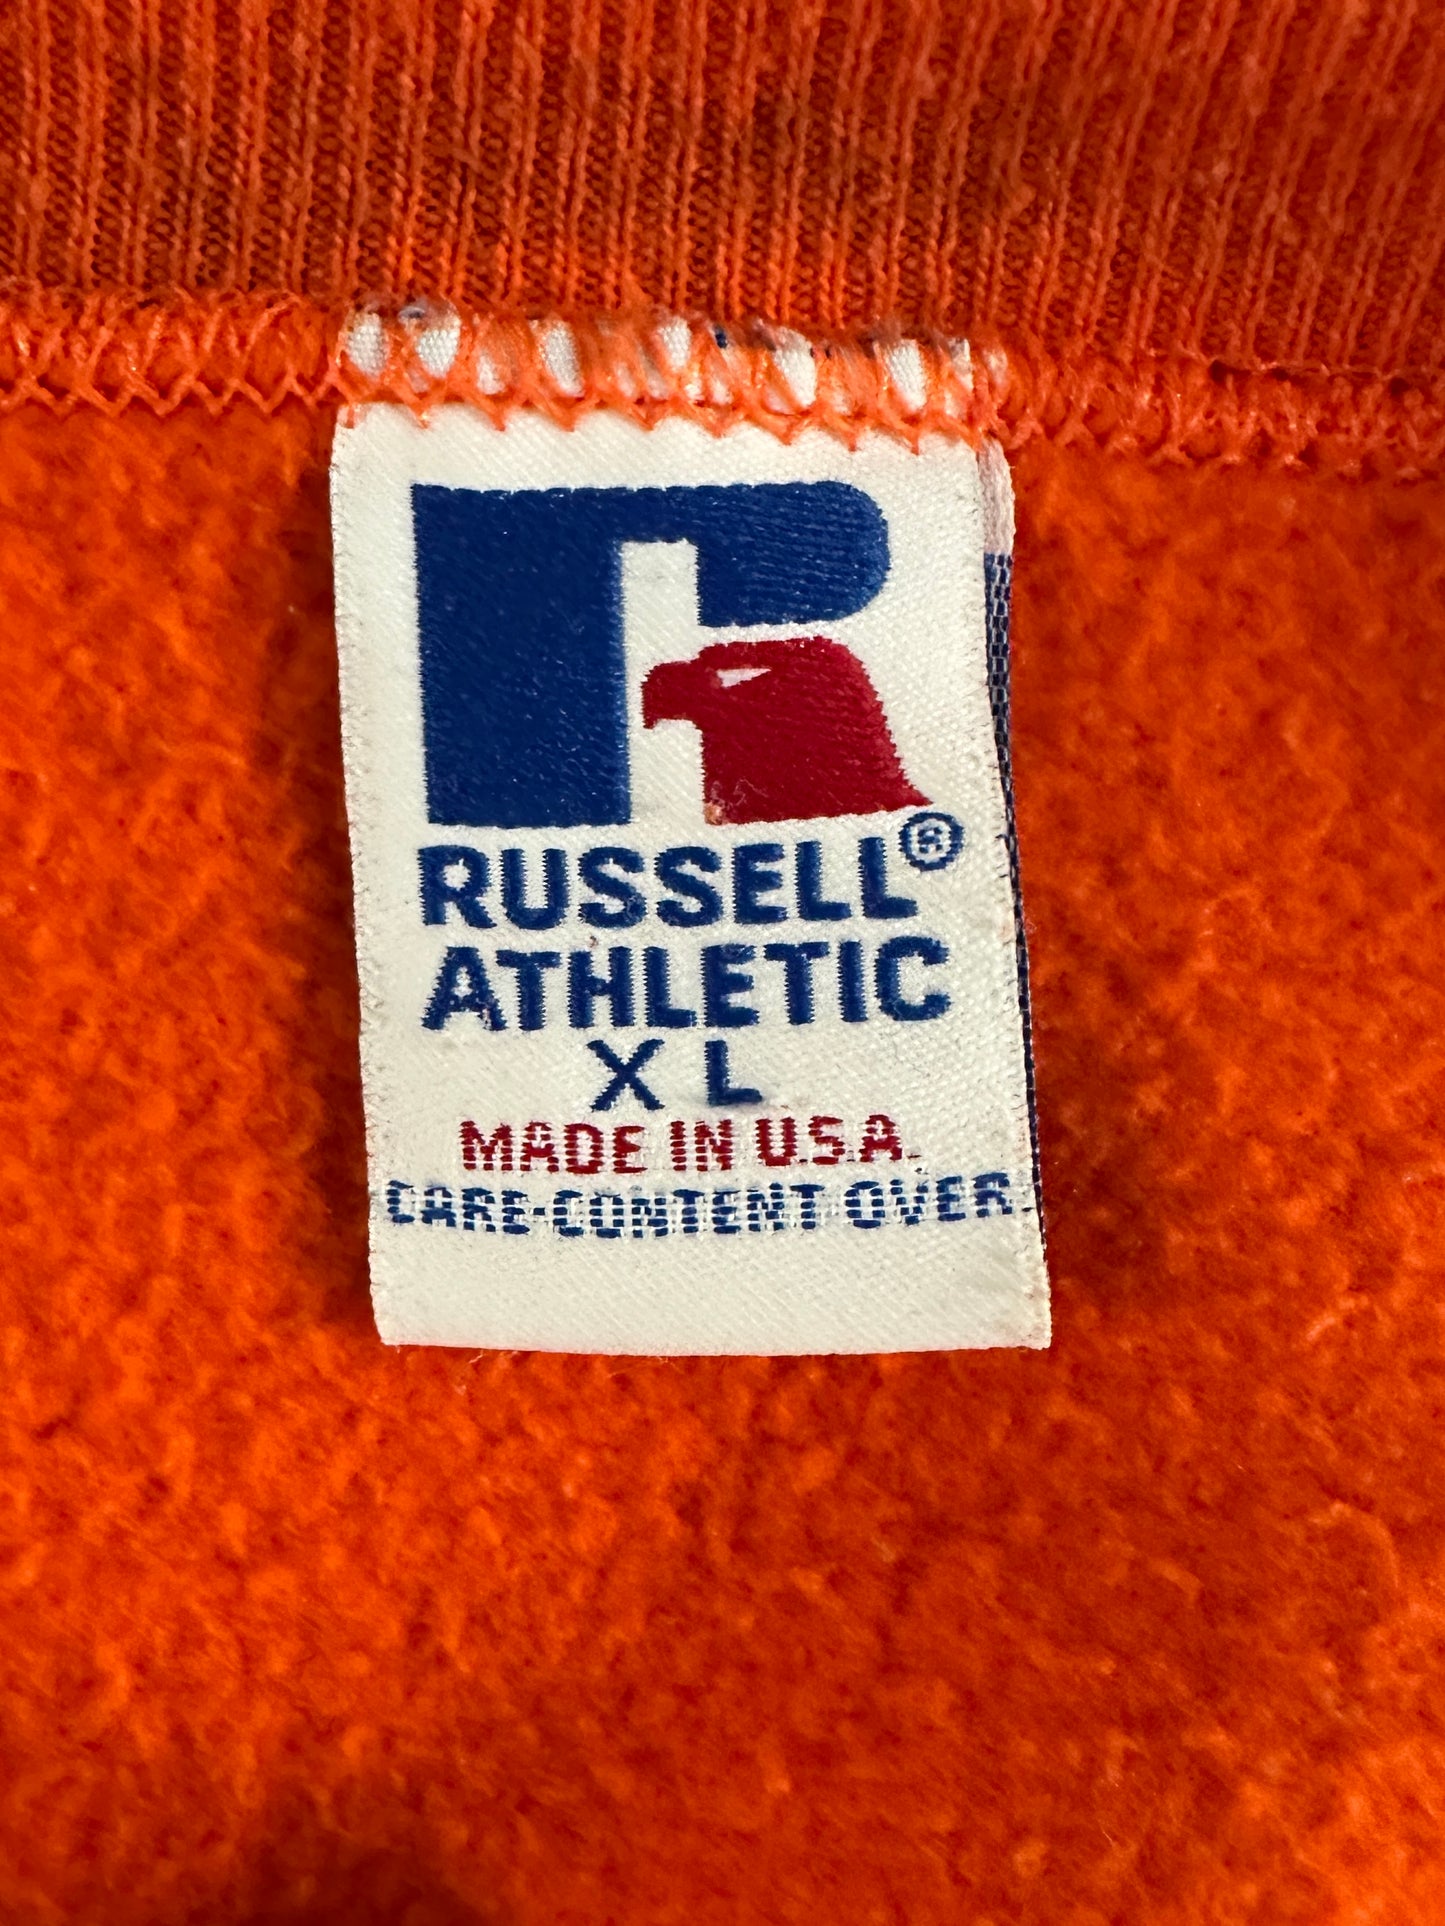 R
RUSSELL®
ATHLETIC
XL
MADE IN U.S.A.
CARE-CONTENT OVER